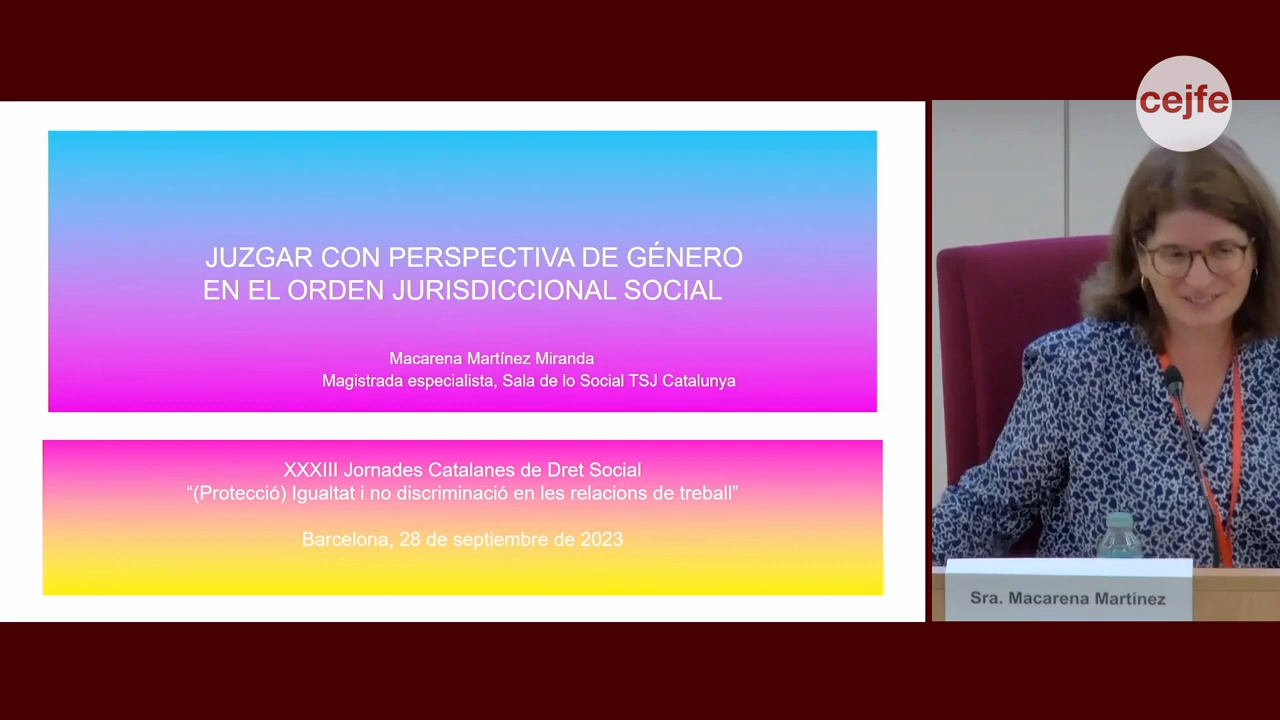 cejfe
JUZGAR CON PERSPECTIVA DE GÉNERO
EN EL ORDEN JURISDICCIONAL SOCIAL
Macarena Martínez Miranda
Magistrada especialista, Sala de lo Social TSJ Catalunya
XXXIII Jornades Catalanes de Dret Social
“(Protecció) Igualtat i no discriminació en les relacions de treball”
Barcelona, 28 de septiembre de 2023
Sra. Macarena Martínez